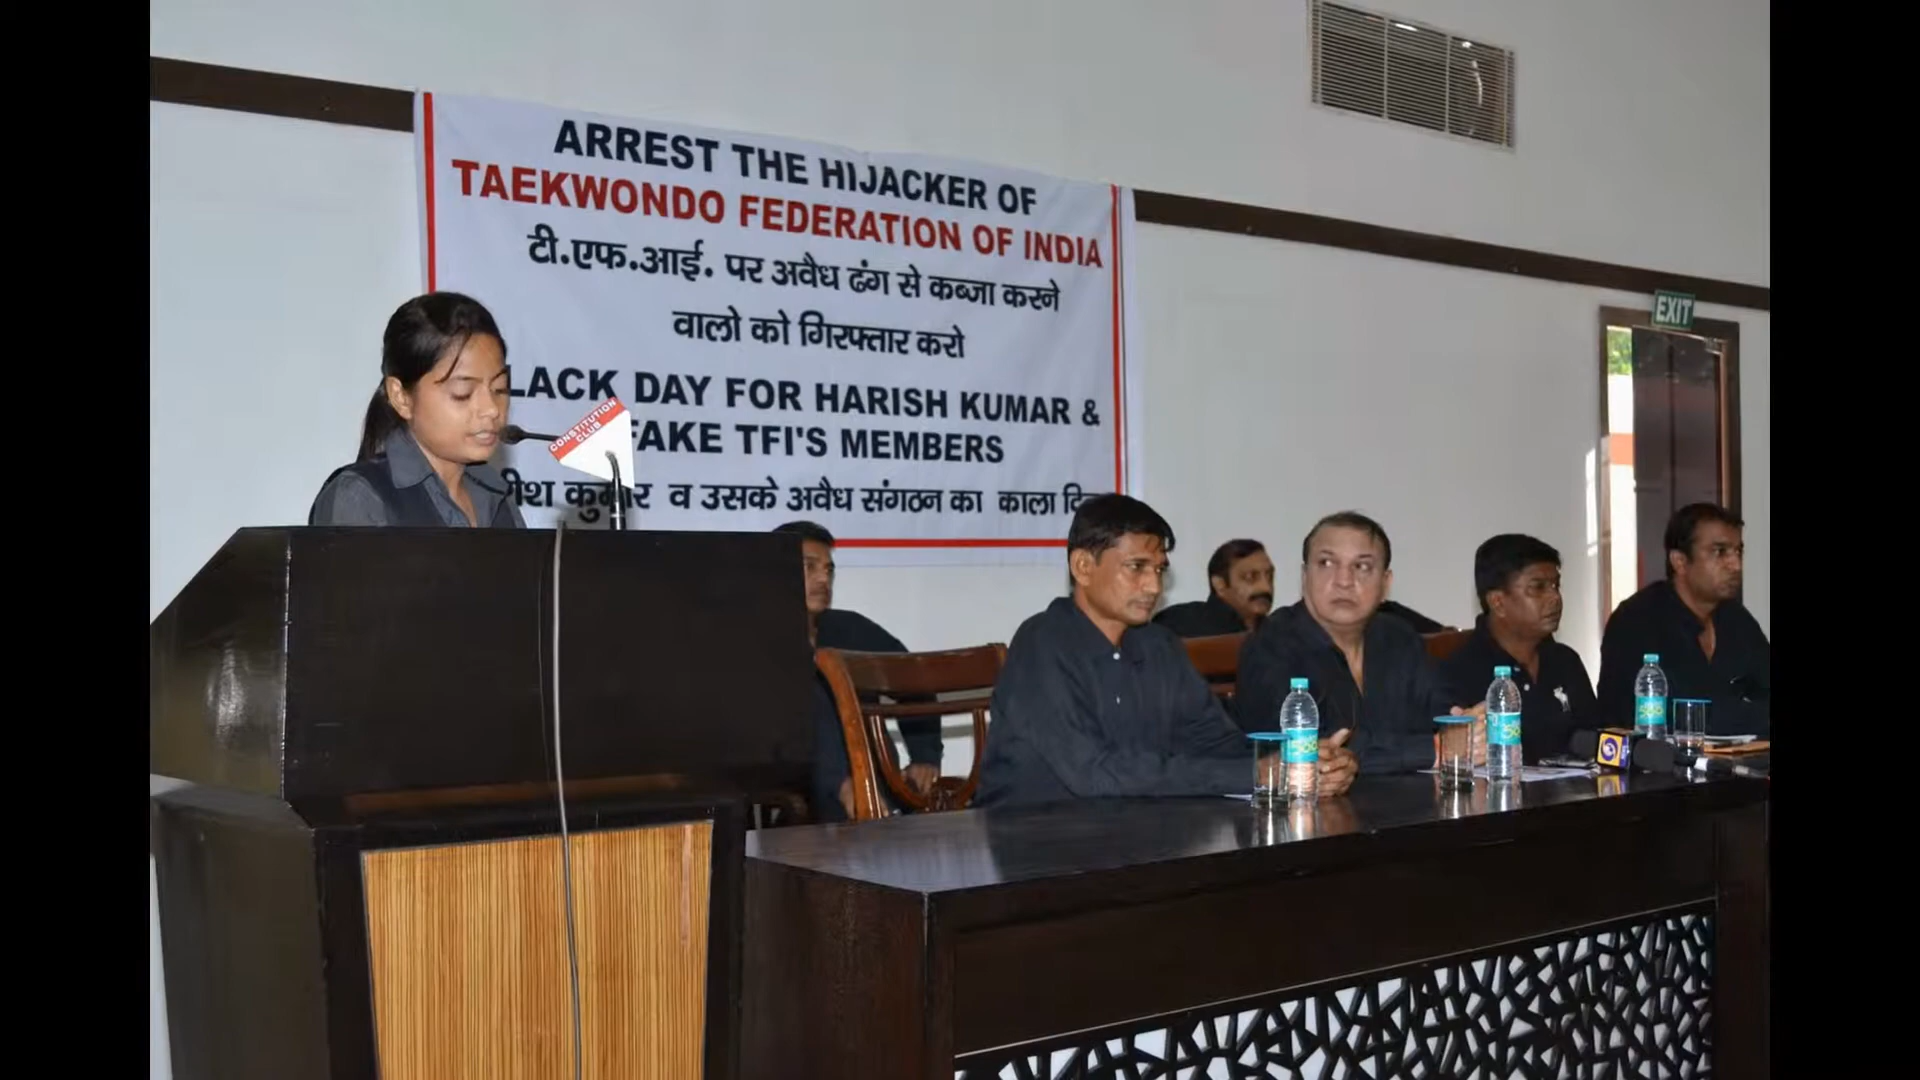 ARREST THE HIJACKER OF
TAEKWONDO FEDERATION OF INDIA
टी.एफ.आई. पर अवैध ढंग से कब्जा करने
वालो को गिरफ्तार करो
LACK DAY FOR HARISH KUMAR &
FAKE TFI'S MEMBERS
रीश कुमार व उसके अवैध संगठन का काला
CONSTITUTION
CLUB
EXIT